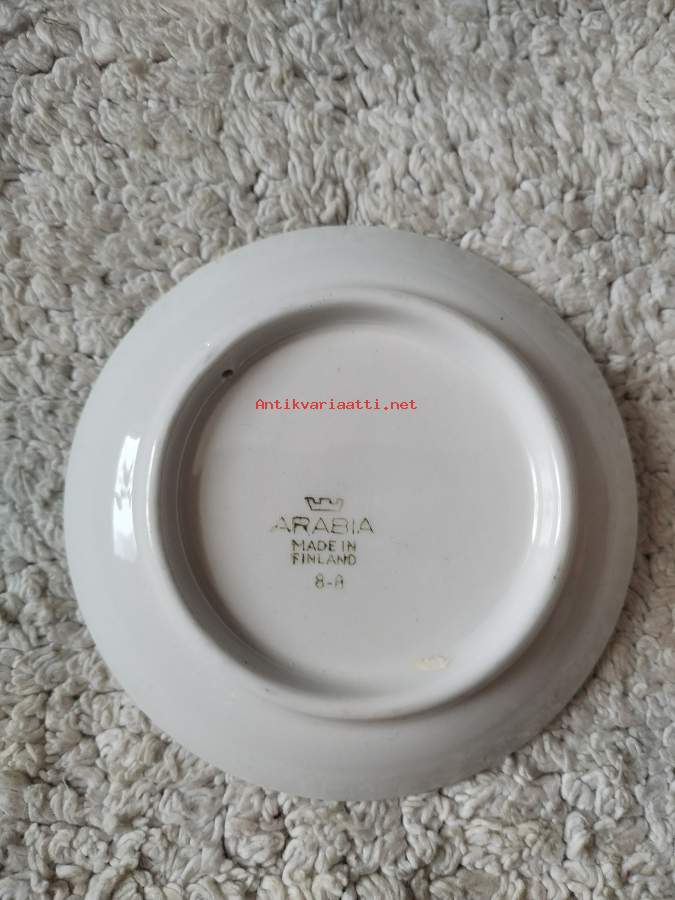 Antikvariaatti.net
ARABIA
MADE IN
FINLAND
8-8